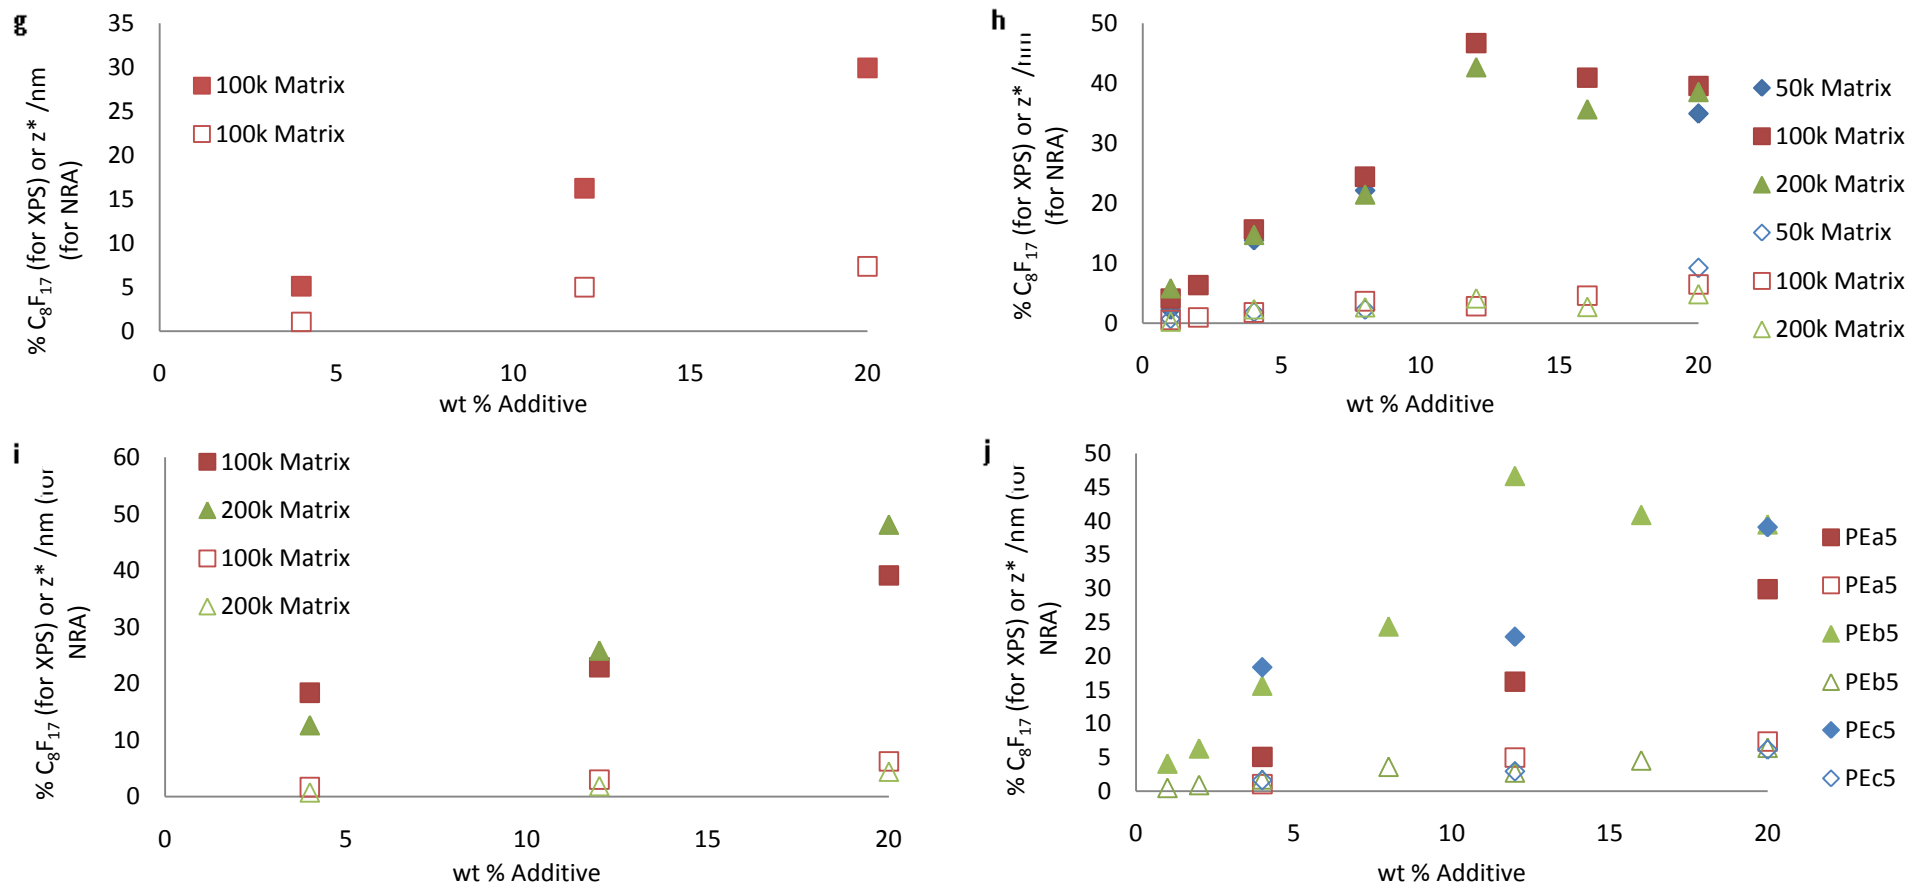 g
% C₈F₁₇ (for XPS) or z* /nm
(for NRA)
35
30
25
20
15
10
5
0
0 5 10 15 20
wt % Additive
100k Matrix
100k Matrix
h
% C₈F₁₇ (for XPS) or z* /nm
(for NRA)
50
40
30
20
10
0
0 5 10 15 20
wt % Additive
50k Matrix
100k Matrix
200k Matrix
50k Matrix
100k Matrix
200k Matrix
i
% C₈F₁₇ (for XPS) or z* /nm (for
NRA)
60
50
40
30
20
10
0
0 5 10 15 20
wt % Additive
100k Matrix
200k Matrix
100k Matrix
200k Matrix
j
% C₈F₁₇ (for XPS) or z* /nm (for
NRA)
50
45
40
35
30
25
20
15
10
5
0
0 5 10 15 20
wt % Additive
PEa5
PEa5
PEb5
PEb5
PEc5
PEc5